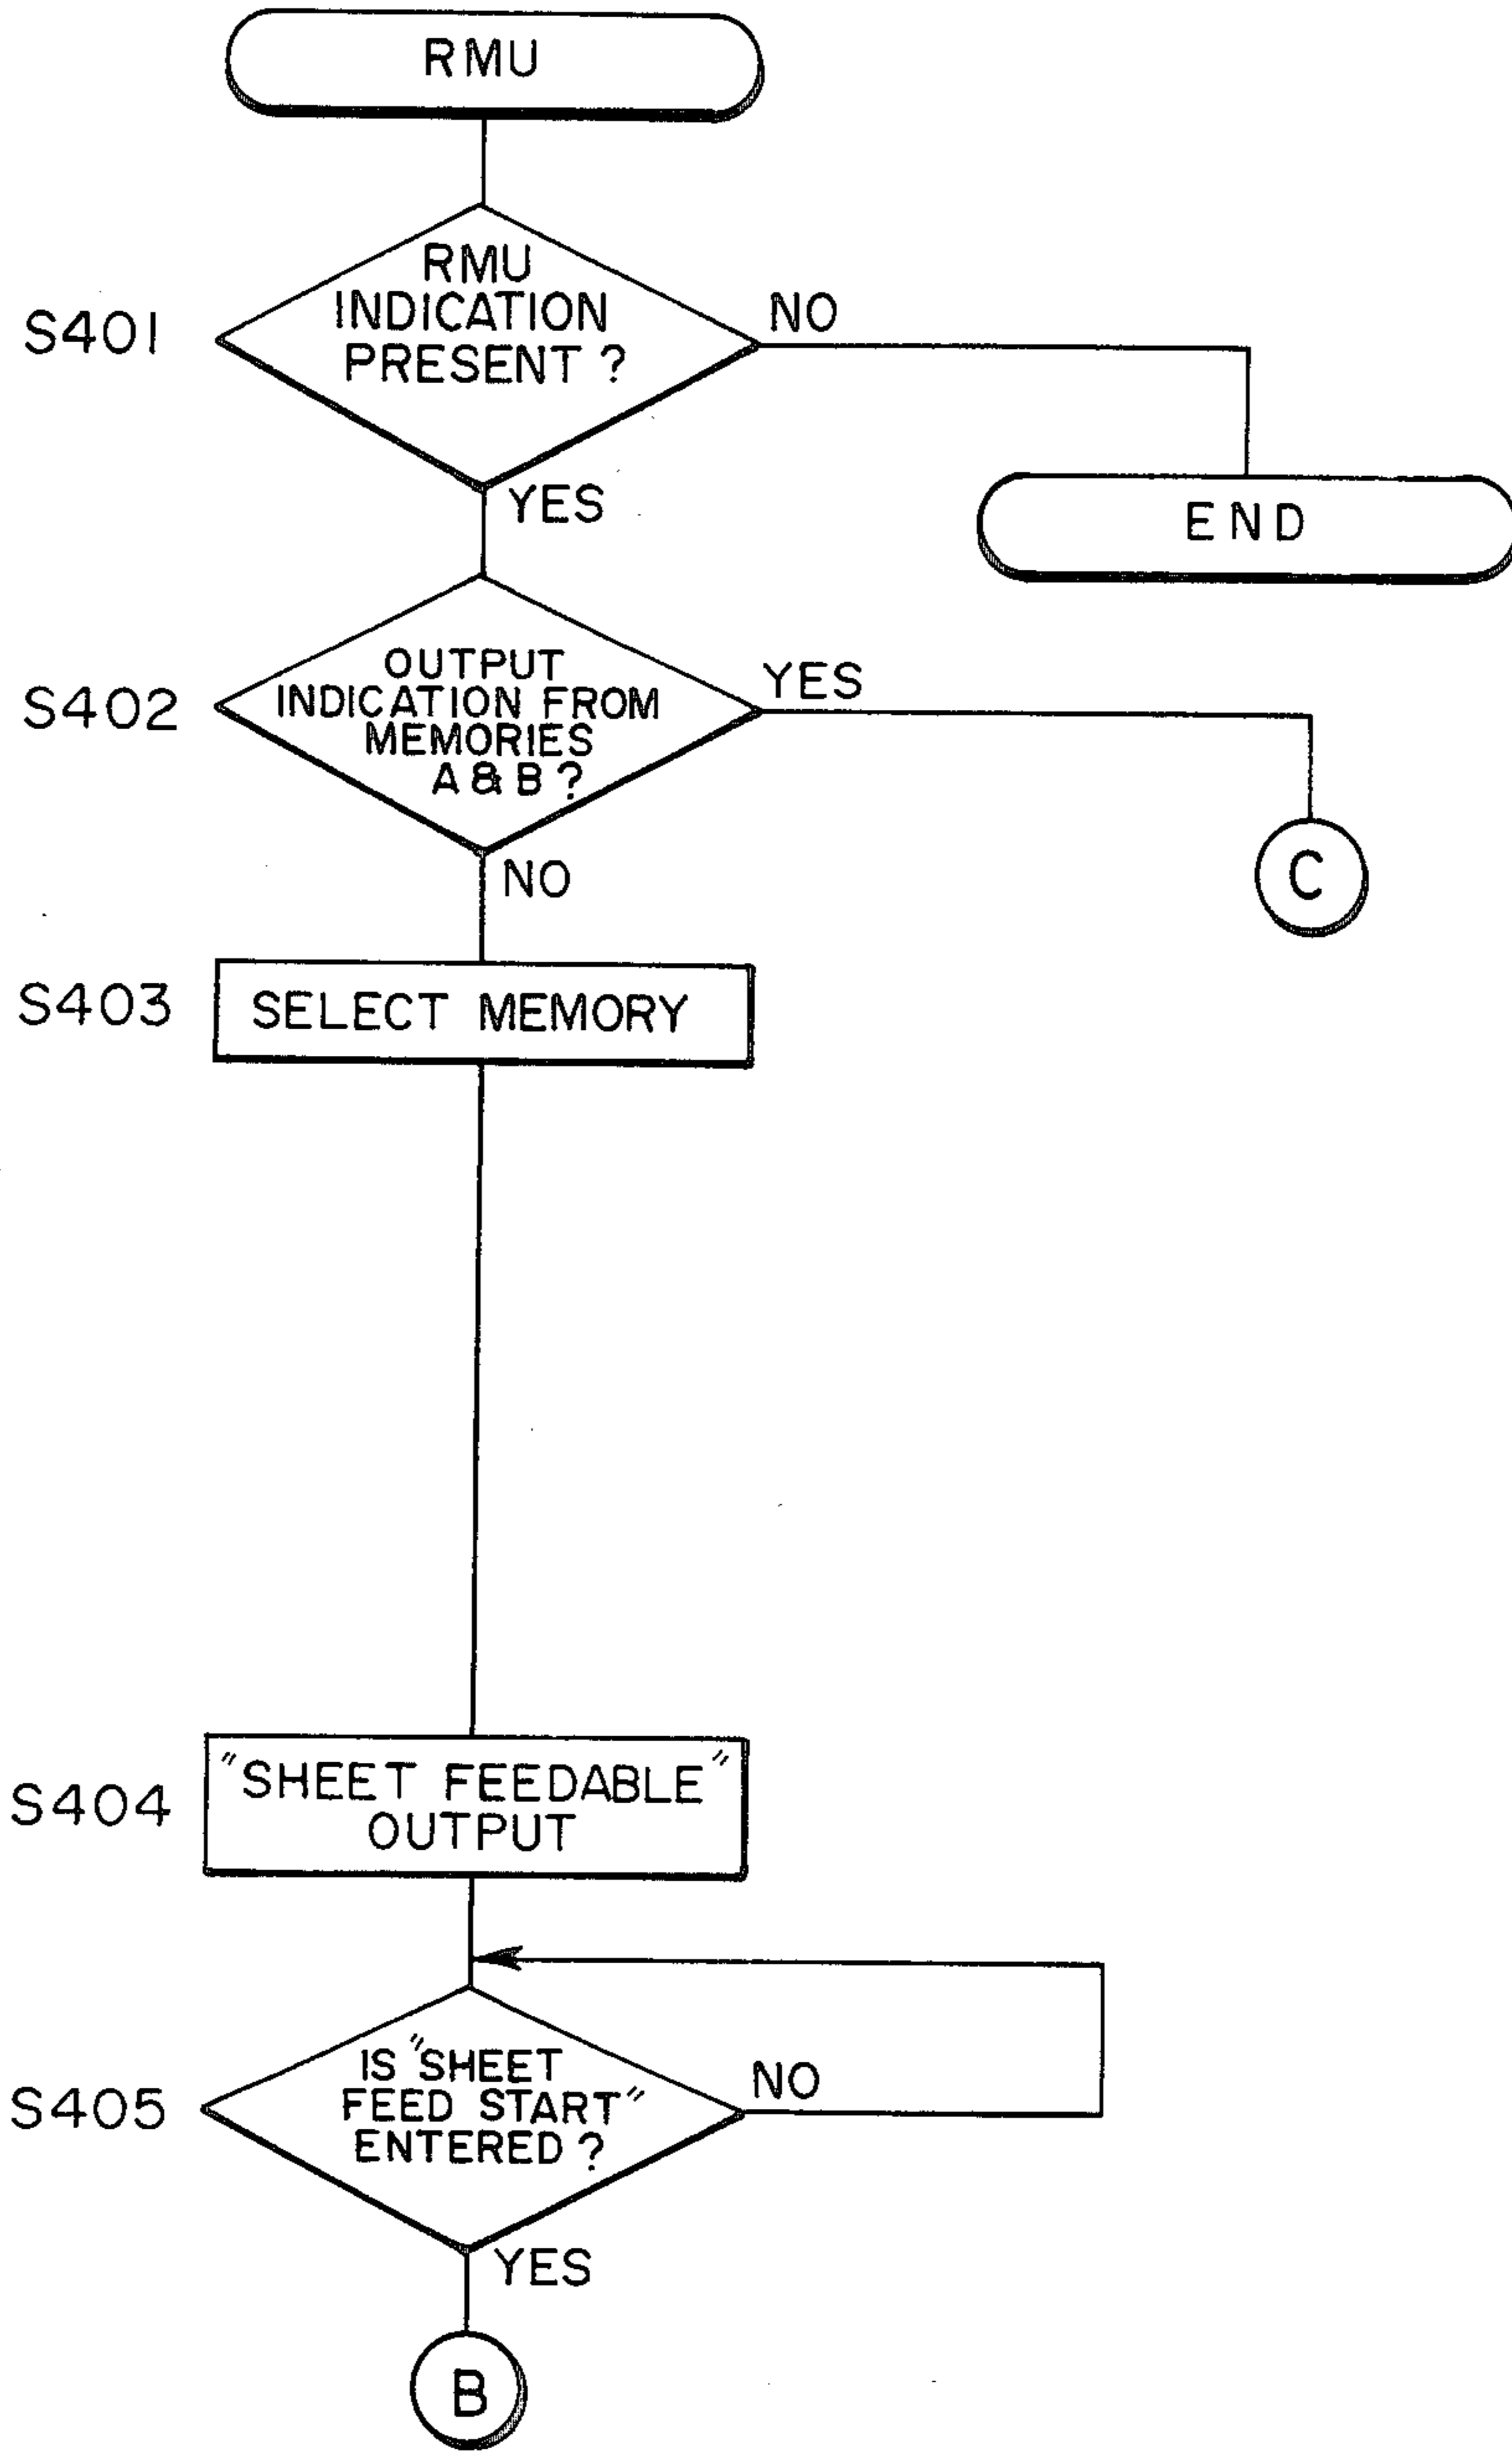 RMU
S401
RMU
INDICATION
PRESENT ?
NO
YES
END
S402
OUTPUT
INDICATION FROM
MEMORIES
A & B ?
YES
NO
C
S403
SELECT MEMORY
S404
"SHEET FEEDABLE"
OUTPUT
S405
IS "SHEET
FEED START"
ENTERED ?
NO
YES
B